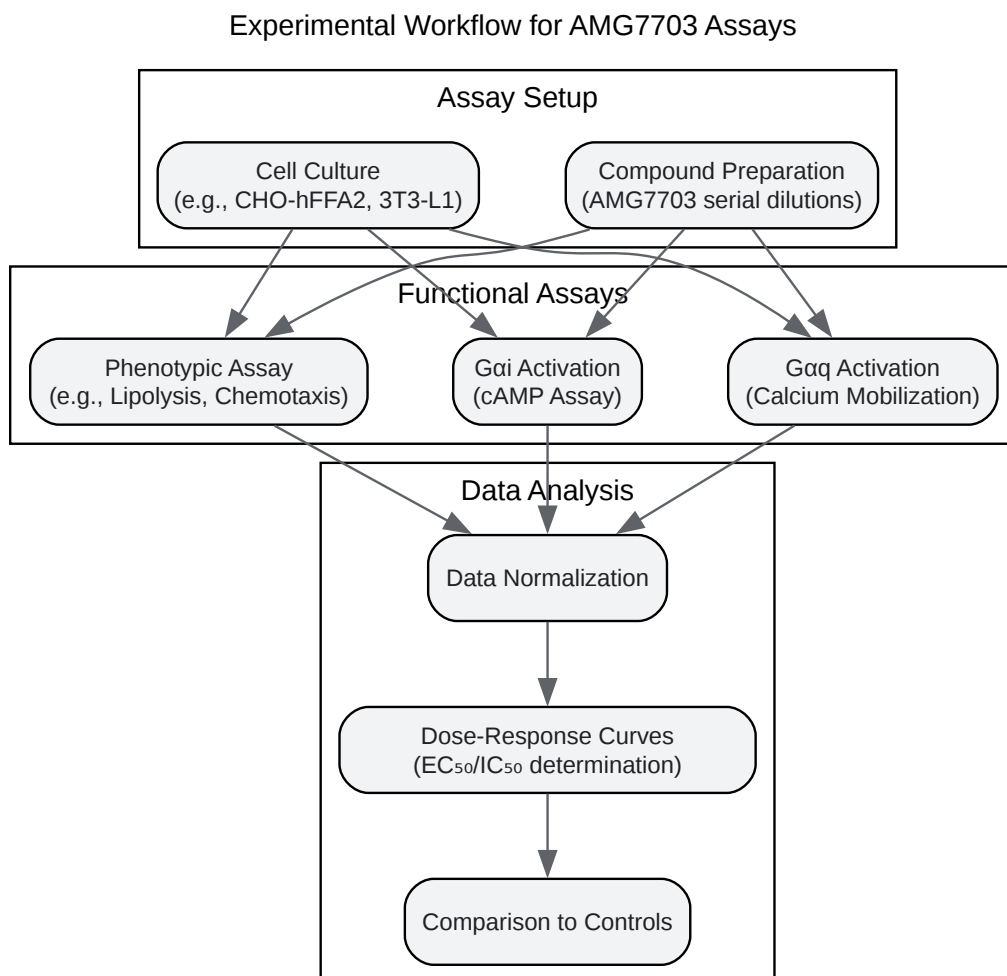 Experimental Workflow for AMG7703 Assays
Assay Setup
Cell Culture
(e.g., CHO-hFFA2, 3T3-L1)
Compound Preparation
(AMG7703 serial dilutions)
Functional Assays
Phenotypic Assay
(e.g., Lipolysis, Chemotaxis)
Gαi Activation
(cAMP Assay)
Gαq Activation
(Calcium Mobilization)
Data Analysis
Data Normalization
Dose-Response Curves
(EC₅₀/IC₅₀ determination)
Comparison to Controls